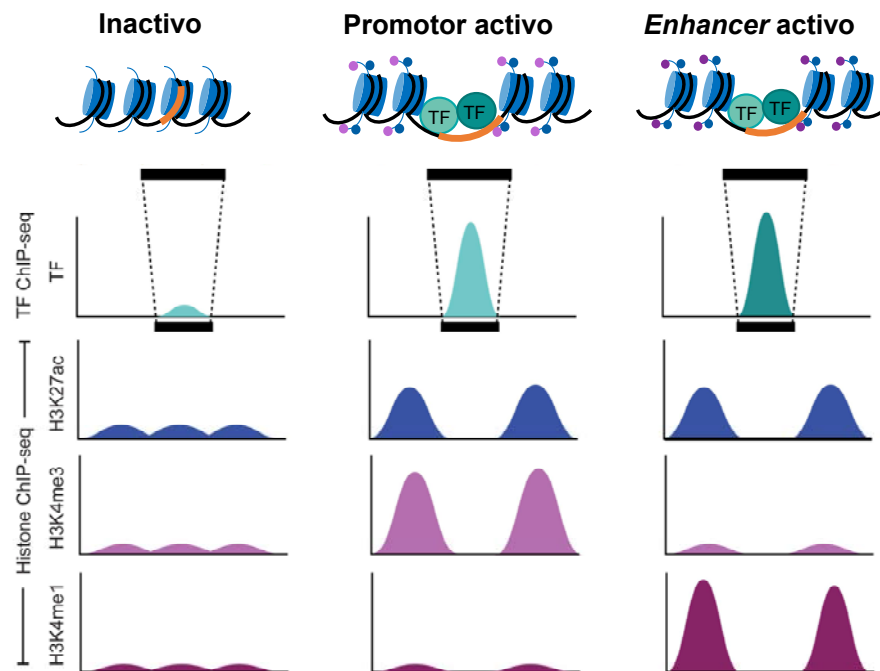 Inactivo
Promotor activo
Enhancer activo
TF
TF
TF
TF
TF ChIP-seq
TF
Histone ChIP-seq
H3K27ac
H3K4me3
H3K4me1